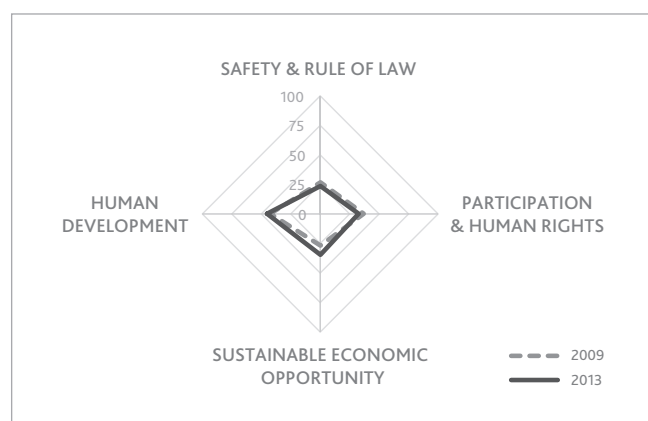 SAFETY & RULE OF LAW
100
75
50
25
0
HUMAN
DEVELOPMENT
PARTICIPATION
& HUMAN RIGHTS
SUSTAINABLE ECONOMIC
OPPORTUNITY
2009
2013